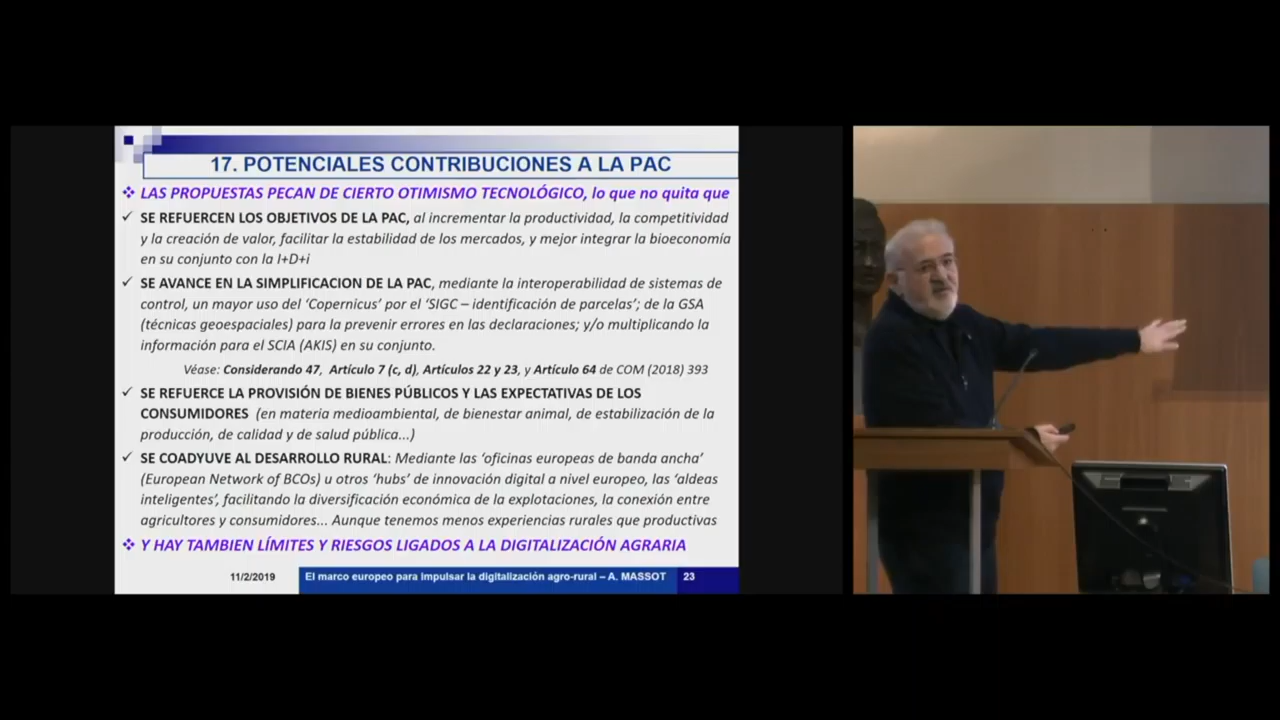 17. POTENCIALES CONTRIBUCIONES A LA PAC
❖ LAS PROPUESTAS PECAN DE CIERTO OTIMISMO TECNOLÓGICO, lo que no quita que
✓ SE REFUERCEN LOS OBJETIVOS DE LA PAC, al incrementar la productividad, la competitividad
y la creación de valor, facilitar la estabilidad de los mercados, y mejor integrar la bioeconomía
en su conjunto con la I+D+i
✓ SE AVANCE EN LA SIMPLIFICACION DE LA PAC, mediante la interoperabilidad de sistemas de
control, un mayor uso del ‘Copernicus’ por el ‘SIGC – identificación de parcelas’; de la GSA
(técnicas geoespaciales) para la prevenir errores en las declaraciones; y/o multiplicando la
información para el SCIA (AKIS) en su conjunto.
Véase: Considerando 47, Artículo 7 (c, d), Artículos 22 y 23, y Artículo 64 de COM (2018) 393
✓ SE REFUERCE LA PROVISIÓN DE BIENES PÚBLICOS Y LAS EXPECTATIVAS DE LOS
CONSUMIDORES (en materia medioambiental, de bienestar animal, de estabilización de la
producción, de calidad y de salud pública...)
✓ SE COADYUVE AL DESARROLLO RURAL: Mediante las ‘oficinas europeas de banda ancha’
(European Network of BCOs) u otros ‘hubs’ de innovación digital a nivel europeo, las ‘aldeas
inteligentes’, facilitando la diversificación económica de la explotaciones, la conexión entre
agricultores y consumidores... Aunque tenemos menos experiencias rurales que productivas
❖ Y HAY TAMBIEN LÍMITES Y RIESGOS LIGADOS A LA DIGITALIZACIÓN AGRARIA
11/2/2019 El marco europeo para impulsar la digitalización agro-rural – A. MASSOT 23